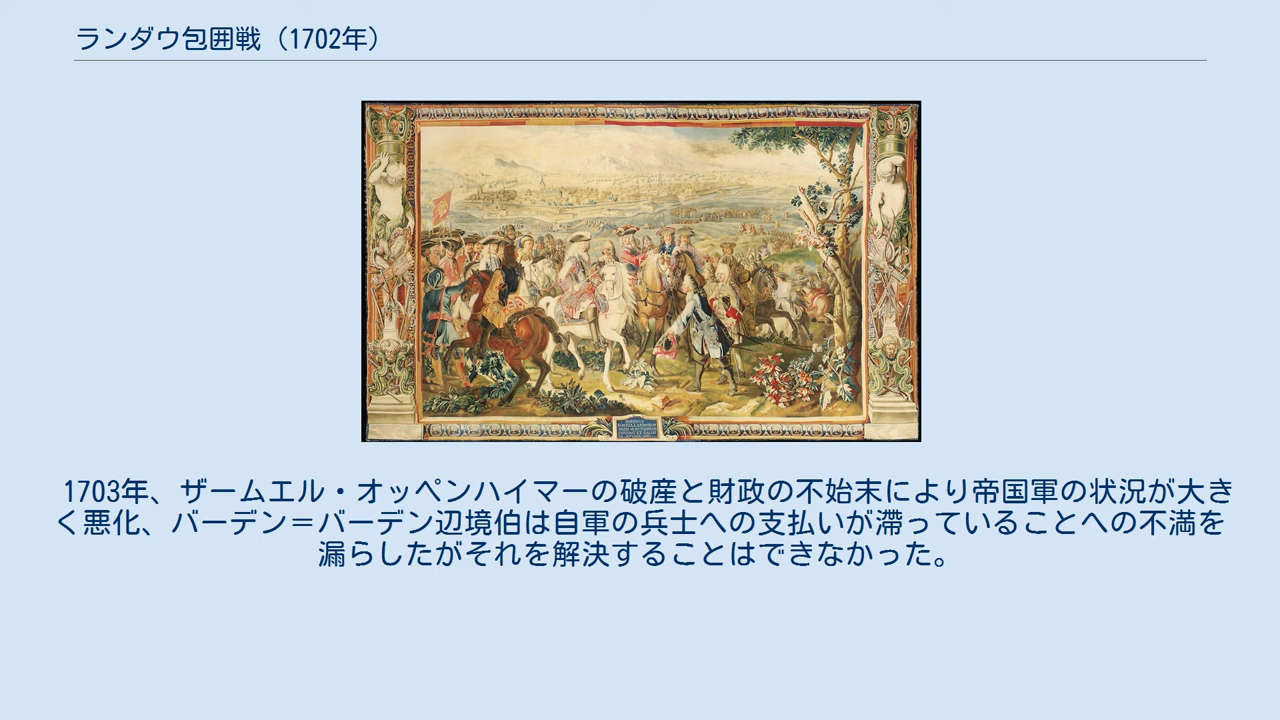 ランダウ包囲戦（1702年）
1703年、ザームエル・オッペンハイマーの破産と財政の不始末により帝国軍の状況が大き
く悪化、バーデン＝バーデン辺境伯は自軍の兵士への支払いが滞っていることへの不満を
漏らしたがそれを解決することはできなかった。